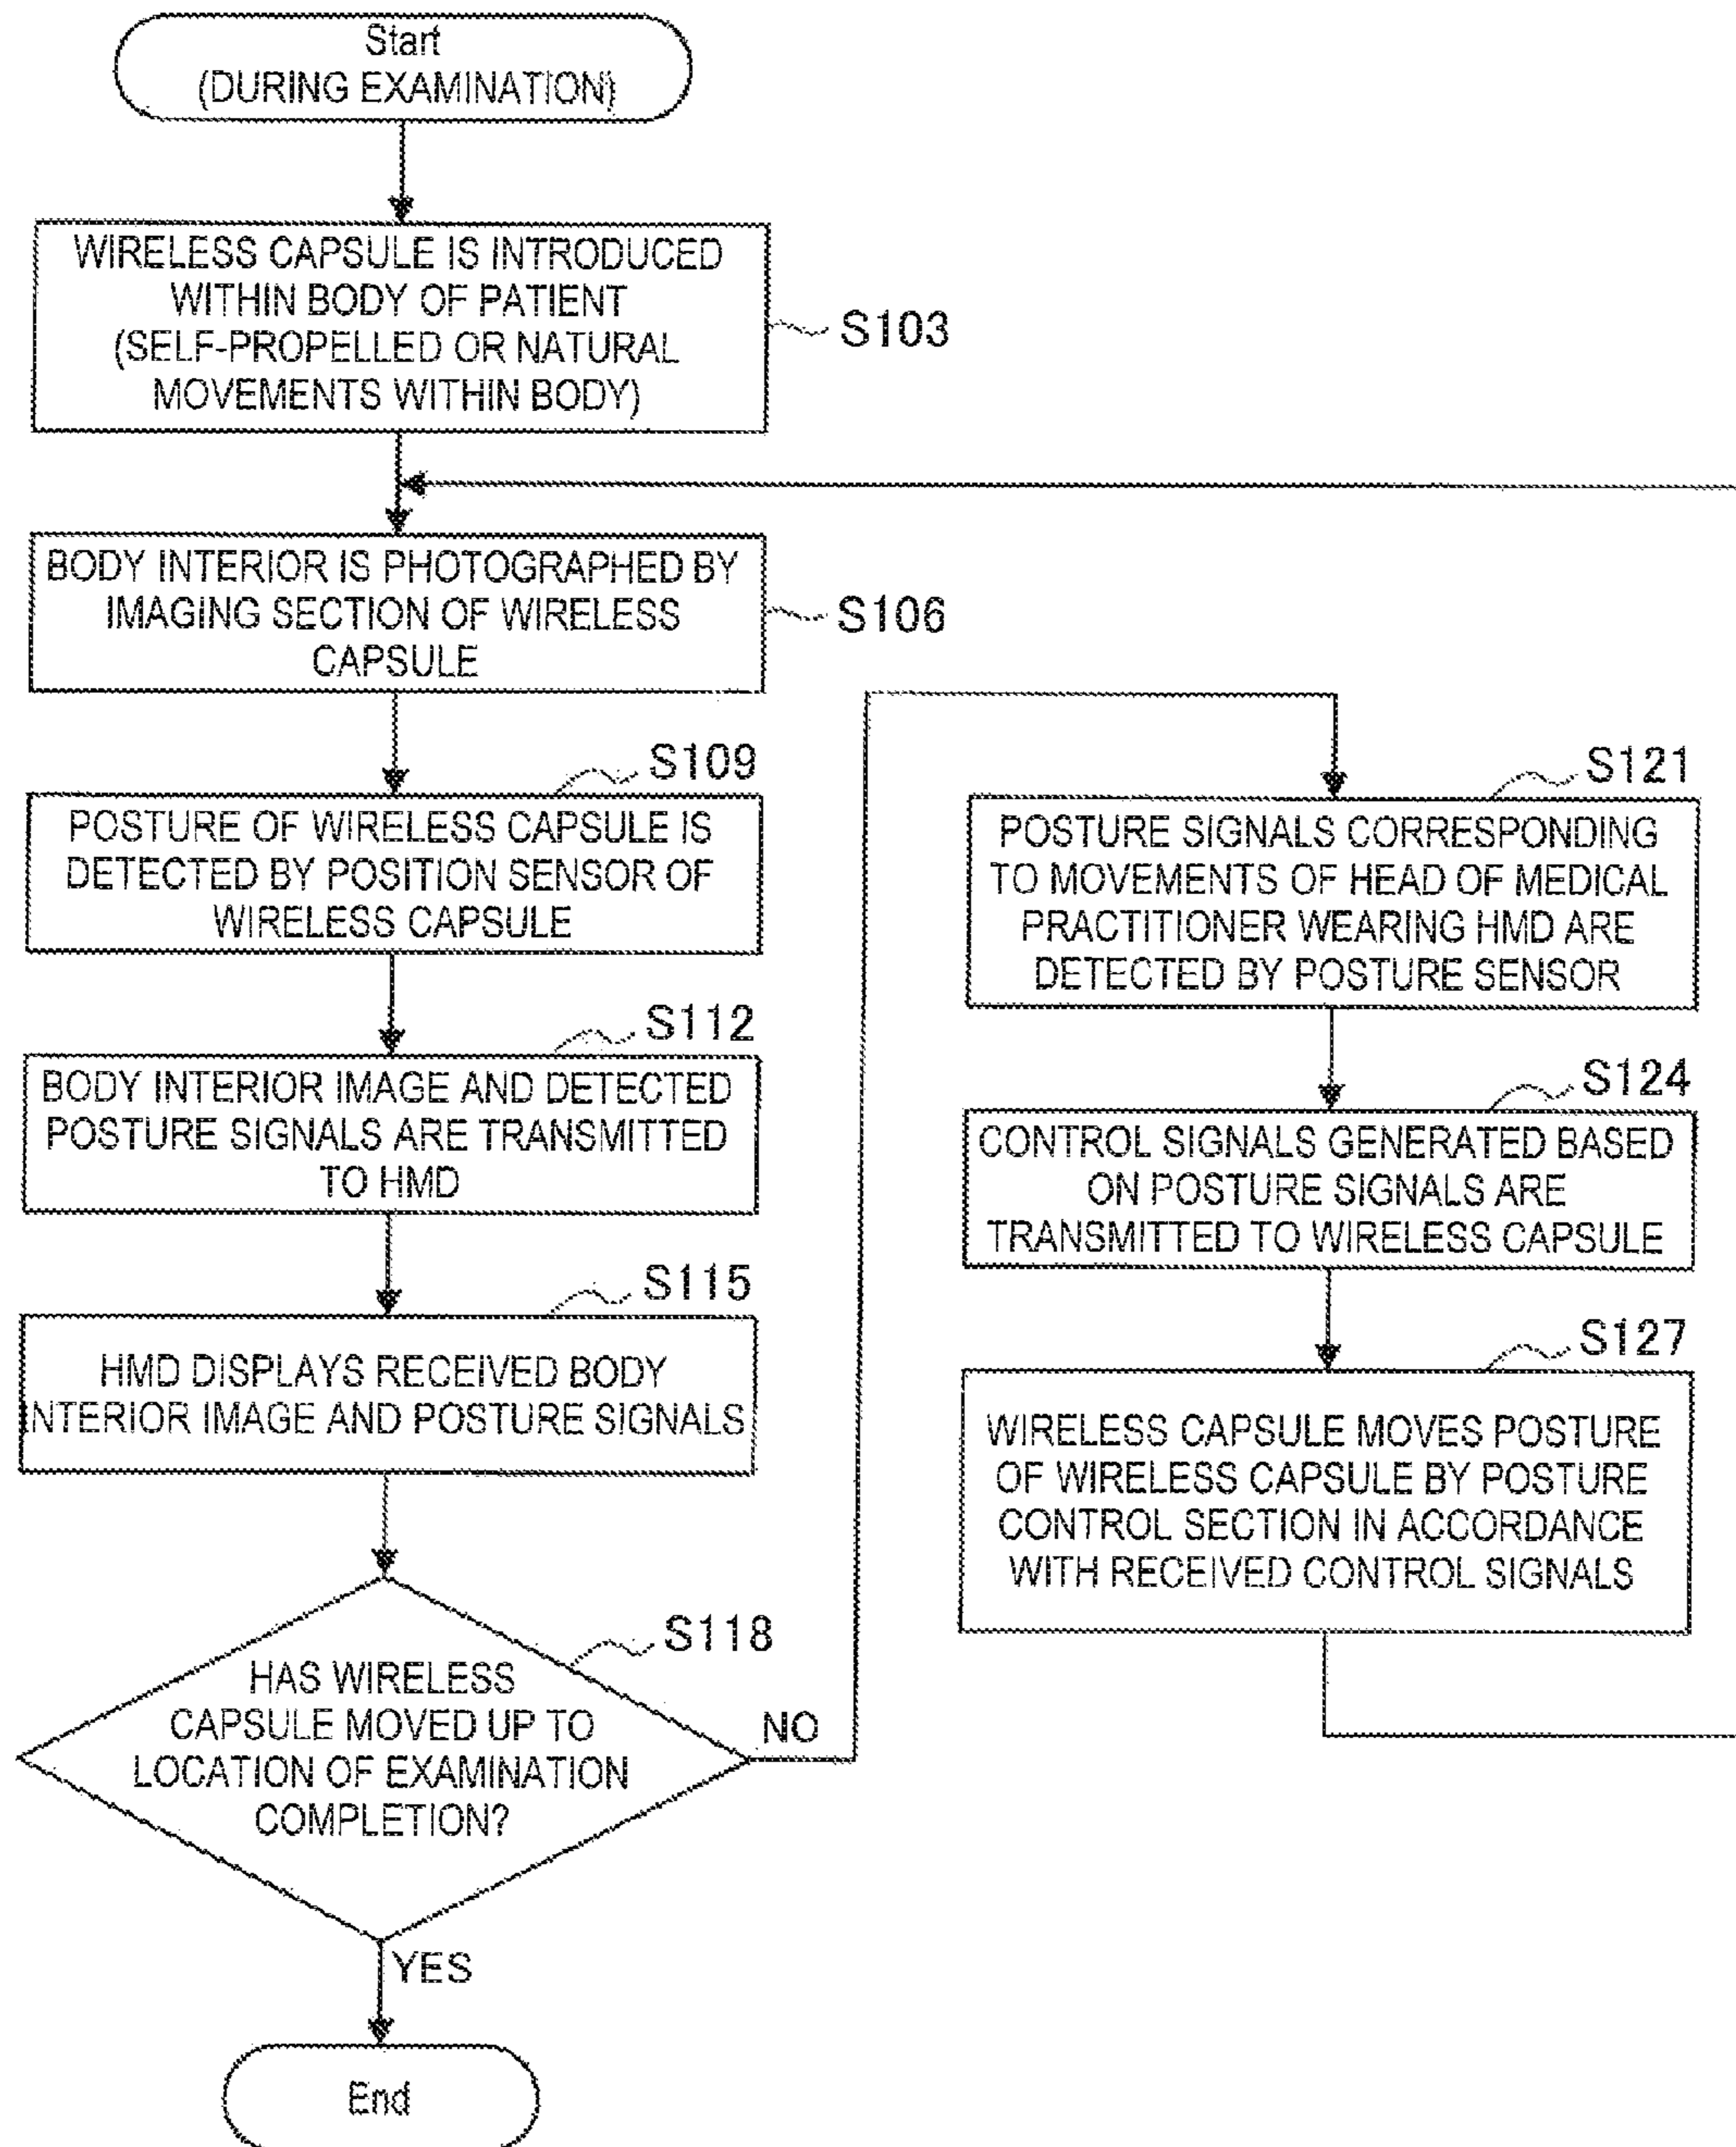 Start
(DURING EXAMINATION)
WIRELESS CAPSULE IS INTRODUCED
WITHIN BODY OF PATIENT
(SELF-PROPELLED OR NATURAL
MOVEMENTS WITHIN BODY)
S103
BODY INTERIOR IS PHOTOGRAPHED BY
IMAGING SECTION OF WIRELESS
CAPSULE
S106
S109
POSTURE OF WIRELESS CAPSULE IS
DETECTED BY POSITION SENSOR OF
WIRELESS CAPSULE
S112
BODY INTERIOR IMAGE AND DETECTED
POSTURE SIGNALS ARE TRANSMITTED
TO HMD
S115
HMD DISPLAYS RECEIVED BODY
INTERIOR IMAGE AND POSTURE SIGNALS
S118
HAS WIRELESS
CAPSULE MOVED UP TO
LOCATION OF EXAMINATION
COMPLETION?
NO
YES
End
S121
POSTURE SIGNALS CORRESPONDING
TO MOVEMENTS OF HEAD OF MEDICAL
PRACTITIONER WEARING HMD ARE
DETECTED BY POSTURE SENSOR
S124
CONTROL SIGNALS GENERATED BASED
ON POSTURE SIGNALS ARE
TRANSMITTED TO WIRELESS CAPSULE
S127
WIRELESS CAPSULE MOVES POSTURE
OF WIRELESS CAPSULE BY POSTURE
CONTROL SECTION IN ACCORDANCE
WITH RECEIVED CONTROL SIGNALS